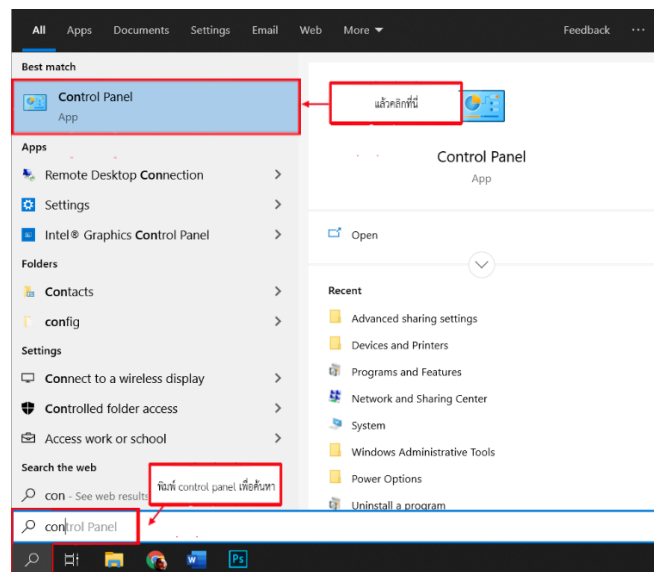 All Apps Documents Settings Email Web More Feedback ...
Best match
Control Panel
App
แล้วคลิกที่นี่
Control Panel
App
Apps
Remote Desktop Connection
Settings
Intel® Graphics Control Panel
Open
Folders
Contacts
config
Settings
Connect to a wireless display
Controlled folder access
Access work or school
Recent
Advanced sharing settings
Devices and Printers
Programs and Features
Network and Sharing Center
System
Windows Administrative Tools
Power Options
Uninstall a program
Search the web
con - See web results
พิมพ์ control panel เพื่อค้นหา
control Panel
W
Ps